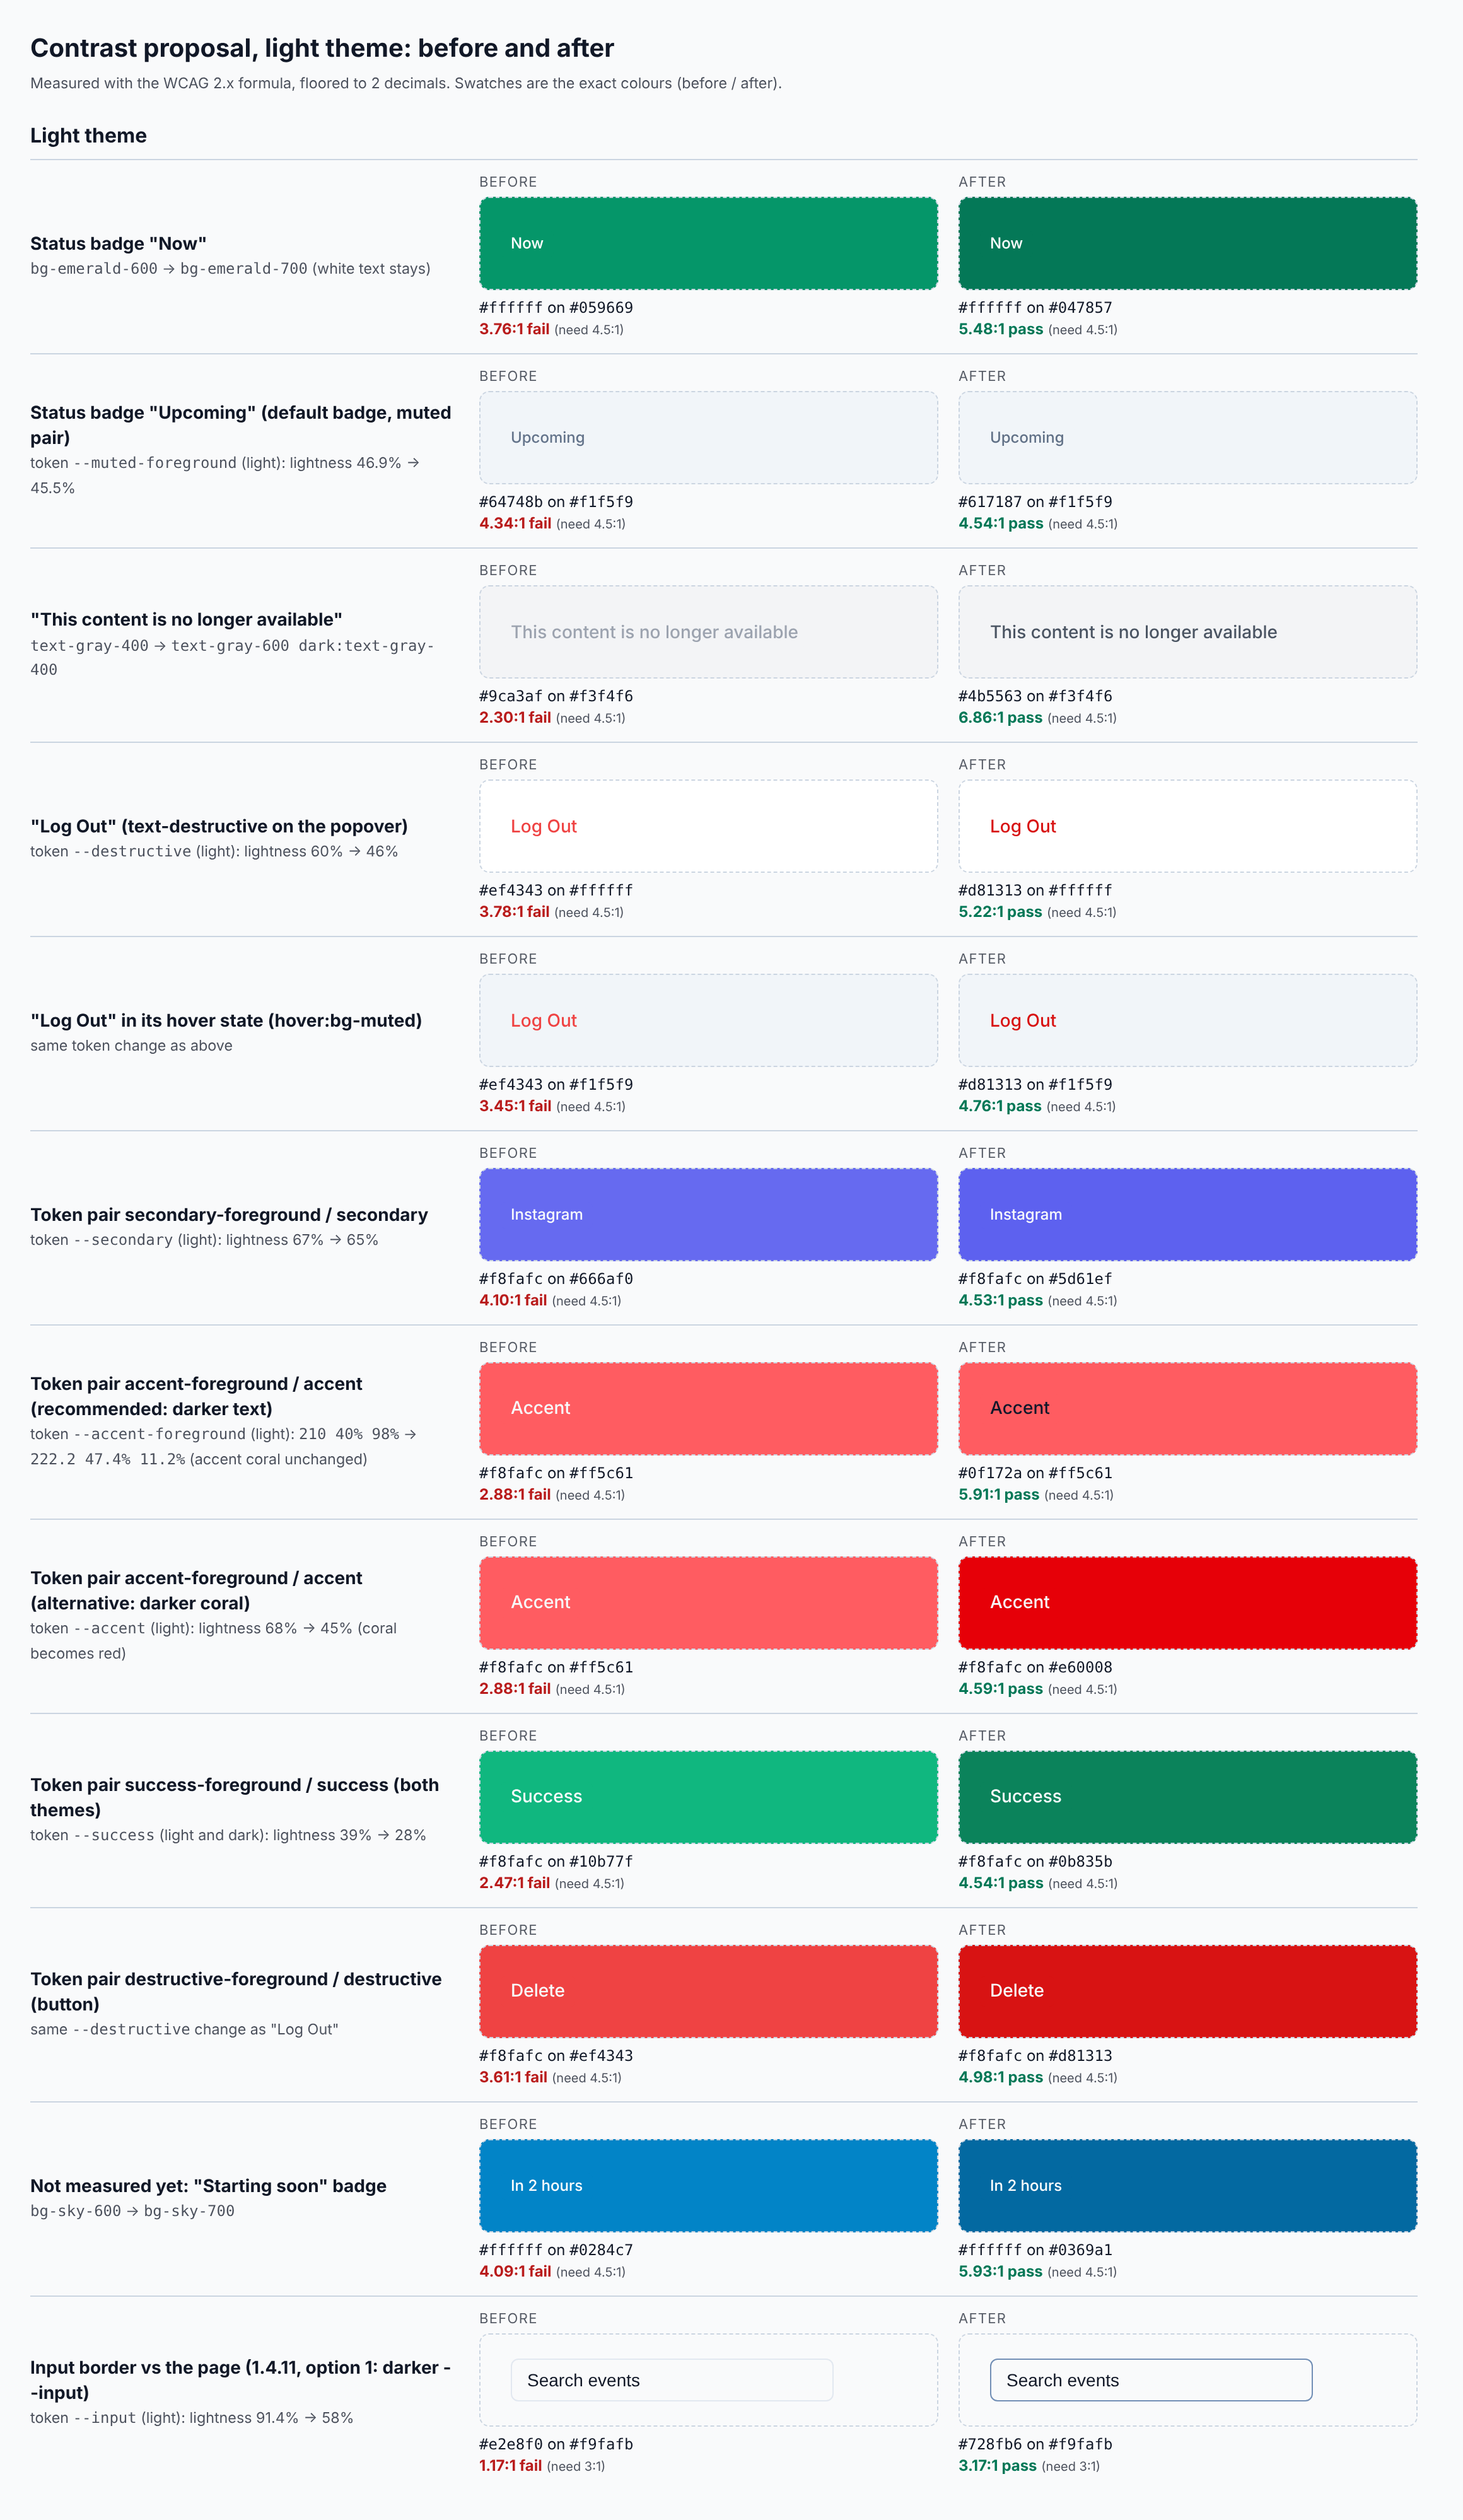 Contrast proposal, light theme: before and after
Measured with the WCAG 2.x formula, floored to 2 decimals. Swatches are the exact colours (before / after).
Light theme
Status badge "Now"
bg-emerald-600 → bg-emerald-700 (white text stays)
BEFORE
Now
#ffffff on #059669
3.76:1 fail (need 4.5:1)
AFTER
Now
#ffffff on #047857
5.48:1 pass (need 4.5:1)
Status badge "Upcoming" (default badge, muted
pair)
token --muted-foreground (light): lightness 46.9% →
45.5%
BEFORE
Upcoming
#64748b on #f1f5f9
4.34:1 fail (need 4.5:1)
AFTER
Upcoming
#617187 on #f1f5f9
4.54:1 pass (need 4.5:1)
"This content is no longer available"
text-gray-400 → text-gray-600 dark:text-gray-
400
BEFORE
This content is no longer available
#9ca3af on #f3f4f6
2.30:1 fail (need 4.5:1)
AFTER
This content is no longer available
#4b5563 on #f3f4f6
6.86:1 pass (need 4.5:1)
"Log Out" (text-destructive on the popover)
token --destructive (light): lightness 60% → 46%
BEFORE
Log Out
#ef4343 on #ffffff
3.78:1 fail (need 4.5:1)
AFTER
Log Out
#d81313 on #ffffff
5.22:1 pass (need 4.5:1)
"Log Out" in its hover state (hover:bg-muted)
same token change as above
BEFORE
Log Out
#ef4343 on #f1f5f9
3.45:1 fail (need 4.5:1)
AFTER
Log Out
#d81313 on #f1f5f9
4.76:1 pass (need 4.5:1)
Token pair secondary-foreground / secondary
token --secondary (light): lightness 67% → 65%
BEFORE
Instagram
#f8fafc on #666af0
4.10:1 fail (need 4.5:1)
AFTER
Instagram
#f8fafc on #5d61ef
4.53:1 pass (need 4.5:1)
Token pair accent-foreground / accent
(recommended: darker text)
token --accent-foreground (light): 210 40% 98% →
222.2 47.4% 11.2% (accent coral unchanged)
BEFORE
Accent
#f8fafc on #ff5c61
2.88:1 fail (need 4.5:1)
AFTER
Accent
#0f172a on #ff5c61
5.91:1 pass (need 4.5:1)
Token pair accent-foreground / accent
(alternative: darker coral)
token --accent (light): lightness 68% → 45% (coral
becomes red)
BEFORE
Accent
#f8fafc on #ff5c61
2.88:1 fail (need 4.5:1)
AFTER
Accent
#f8fafc on #e60008
4.59:1 pass (need 4.5:1)
Token pair success-foreground / success (both
themes)
token --success (light and dark): lightness 39% → 28%
BEFORE
Success
#f8fafc on #10b77f
2.47:1 fail (need 4.5:1)
AFTER
Success
#f8fafc on #0b835b
4.54:1 pass (need 4.5:1)
Token pair destructive-foreground / destructive
(button)
same --destructive change as "Log Out"
BEFORE
Delete
#f8fafc on #ef4343
3.61:1 fail (need 4.5:1)
AFTER
Delete
#f8fafc on #d81313
4.98:1 pass (need 4.5:1)
Not measured yet: "Starting soon" badge
bg-sky-600 → bg-sky-700
BEFORE
In 2 hours
#ffffff on #0284c7
4.09:1 fail (need 4.5:1)
AFTER
In 2 hours
#ffffff on #0369a1
5.93:1 pass (need 4.5:1)
Input border vs the page (1.4.11, option 1: darker -
-input)
token --input (light): lightness 91.4% → 58%
BEFORE
Search events
#e2e8f0 on #f9fafb
1.17:1 fail (need 3:1)
AFTER
Search events
#728fb6 on #f9fafb
3.17:1 pass (need 3:1)